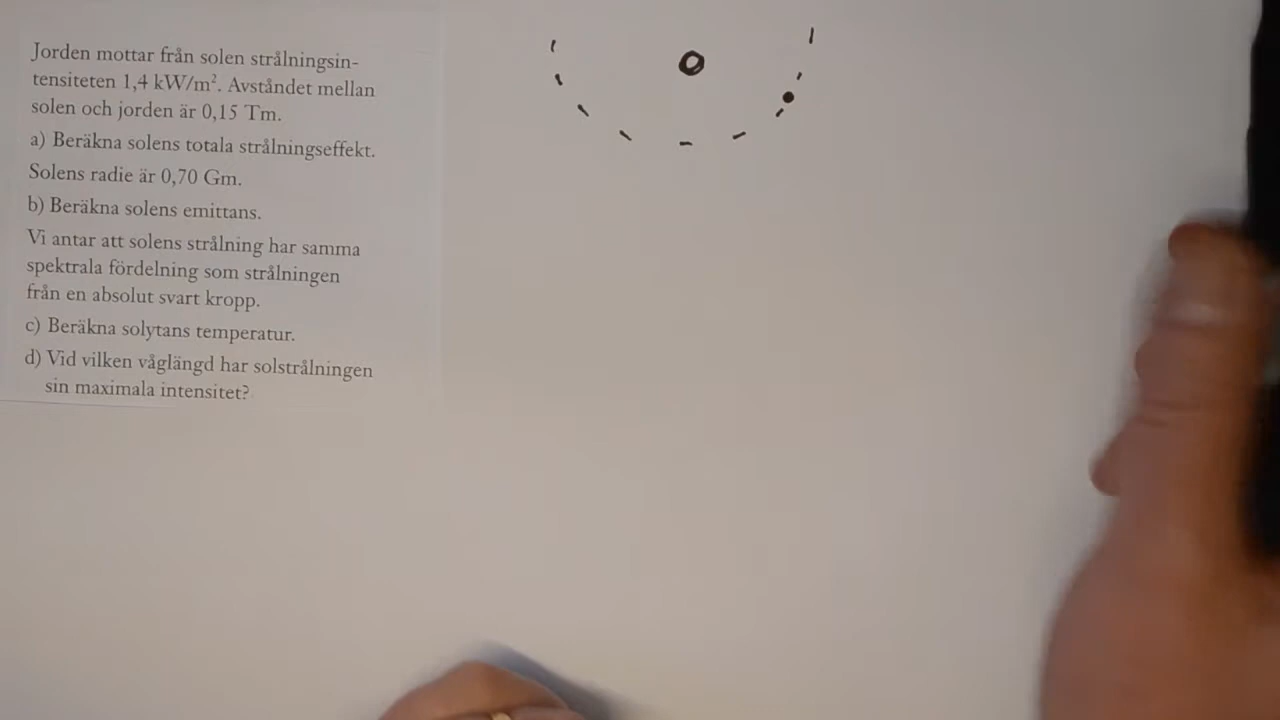 Jorden mottar från solen strålningsin-
tensiteten 1,4 kW/m². Avståndet mellan
solen och jorden är 0,15 Tm.
a) Beräkna solens totala strålningseffekt.
Solens radie är 0,70 Gm.
b) Beräkna solens emittans.
Vi antar att solens strålning har samma
spektrala fördelning som strålningen
från en absolut svart kropp.
c) Beräkna solytans temperatur.
d) Vid vilken våglängd har solstrålningen
sin maximala intensitet?